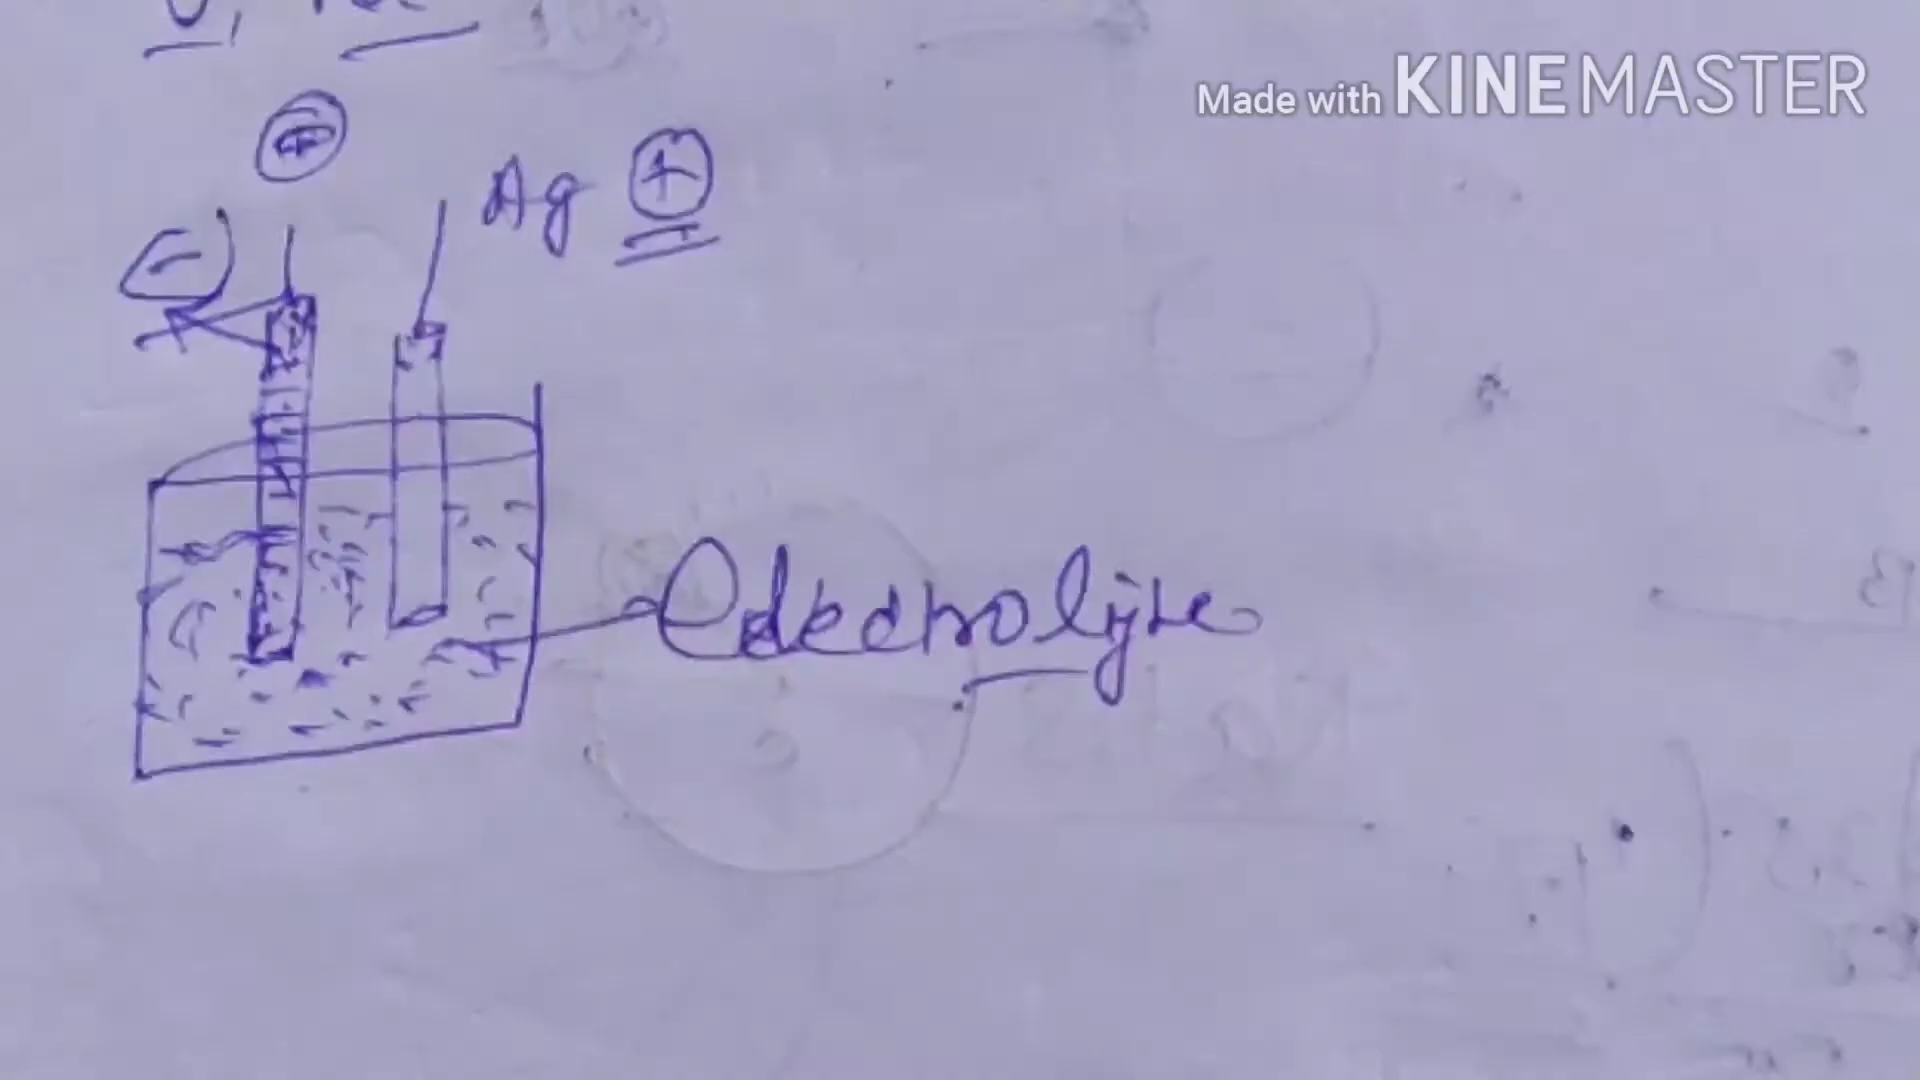 Made with KINEMASTER
+
Ag +
-
Electrolyte